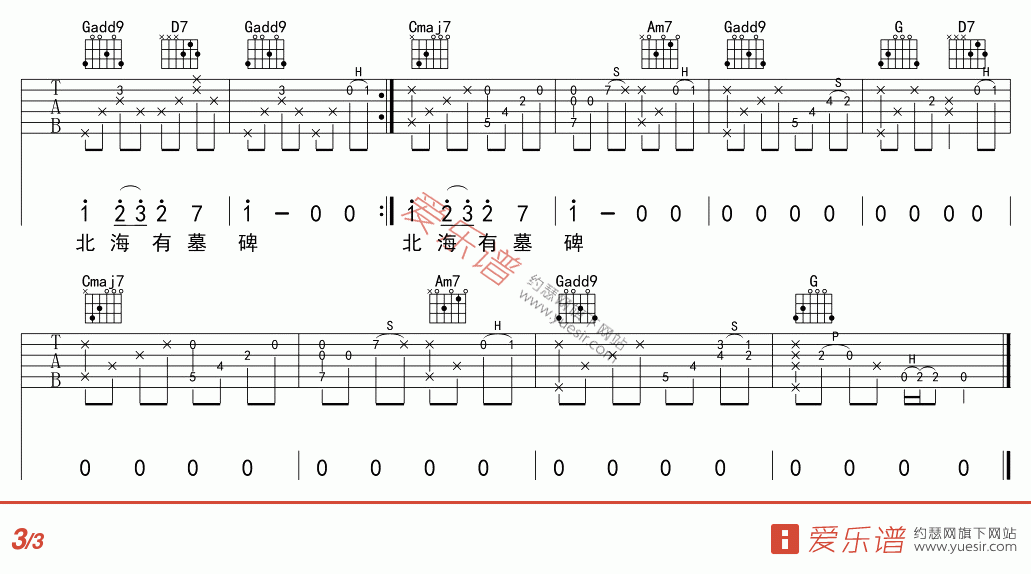 Gadd9 D7 Gadd9 Cmaj7 Am7 Gadd9 G D7
H S H S H
T A B
3 3 0 1 0 5 4 2 0 0 0 0 7 7 0 1 5 4 4 2 2 0 1
1 2 3 2 7 1 — 0 0 1 2 3 2 7 1 — 0 0 0 0 0 0 0 0 0 0
北 海 有 墓 碑 北 海 有 墓 碑
爱乐谱
约瑟网旗下网站
www.yuesir.com
Cmaj7 Am7 Gadd9 G
S H S P H
T A B
0 5 4 2 0 0 0 0 7 7 0 1 5 4 3 4 1 2 2 0 0 2 2 0
0 0 0 0 0 0 0 0 0 0 0 0 0 0 0 0
3/3
爱乐谱 约瑟网旗下网站
www.yuesir.com